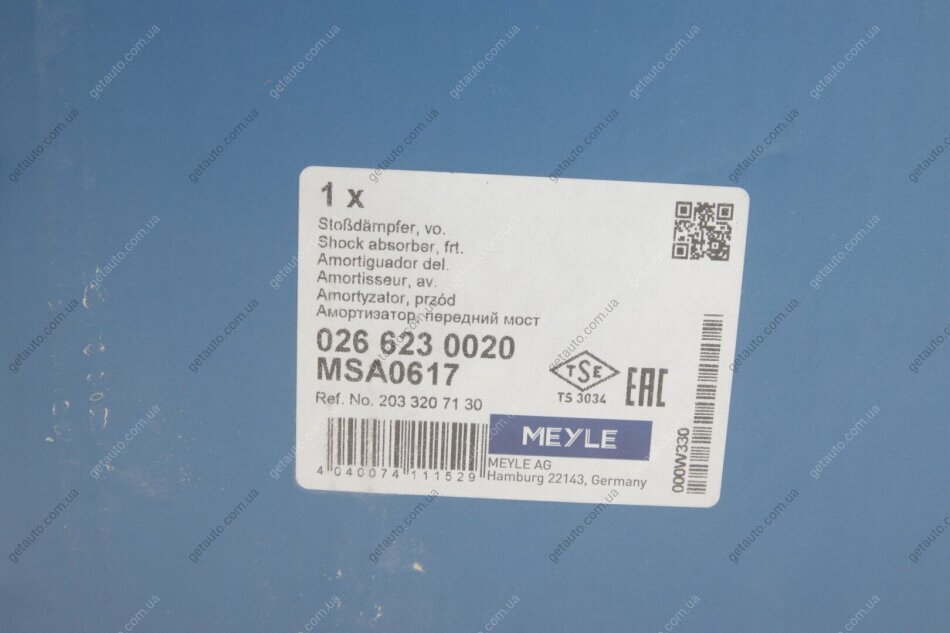 1 x
Stoßdämpfer, vo.
Shock absorber, frt.
Amortiguador del.
Amortisseur, av.
Amortyzator, przód
Амортизатор, передний мост
026 623 0020
MSA0617
Ref. No. 203 320 71 30
TSE
TS 3034
EAC
MEYLE
4 040074 111529
MEYLE AG
Hamburg 22143, Germany
000W330
getauto.com.ua